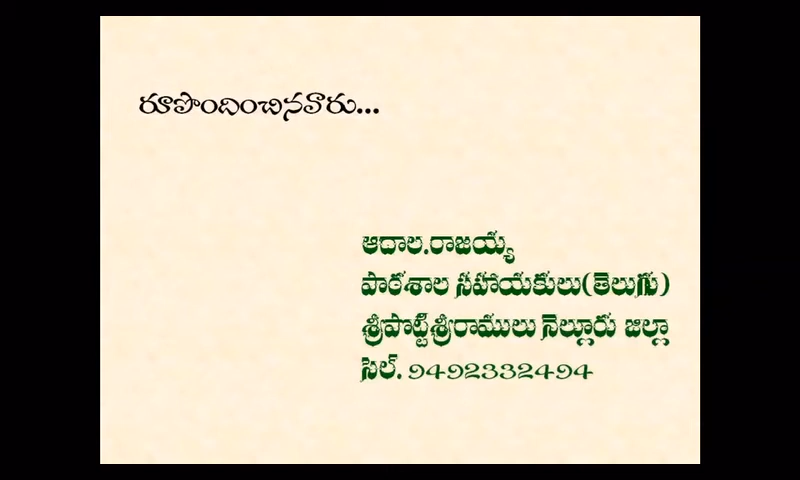 రూపొందించినవారు...
ఆదాల.రాజయ్య
పాఠశాల సహాయకులు(తెలుగు)
శ్రీపొట్టిశ్రీరాములు నెల్లూరు జిల్లా
సెల్. 9492332494